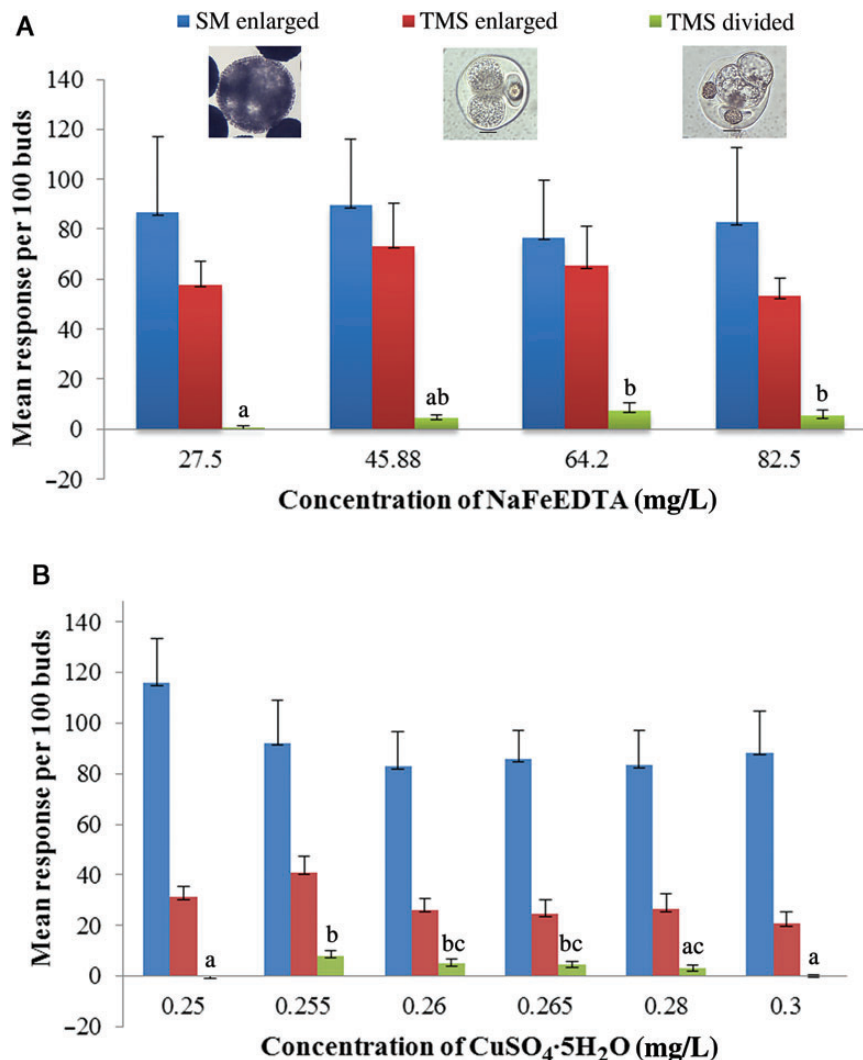 A
SM enlarged TMS enlarged TMS divided
Mean response per 100 buds
140
120
100
80
60
40
20
0
–20
a ab b b
27.5 45.88 64.2 82.5
Concentration of NaFeEDTA (mg/L)
B
Mean response per 100 buds
140
120
100
80
60
40
20
0
–20
a b bc bc ac a
0.25 0.255 0.26 0.265 0.28 0.3
Concentration of CuSO₄·5H₂O (mg/L)